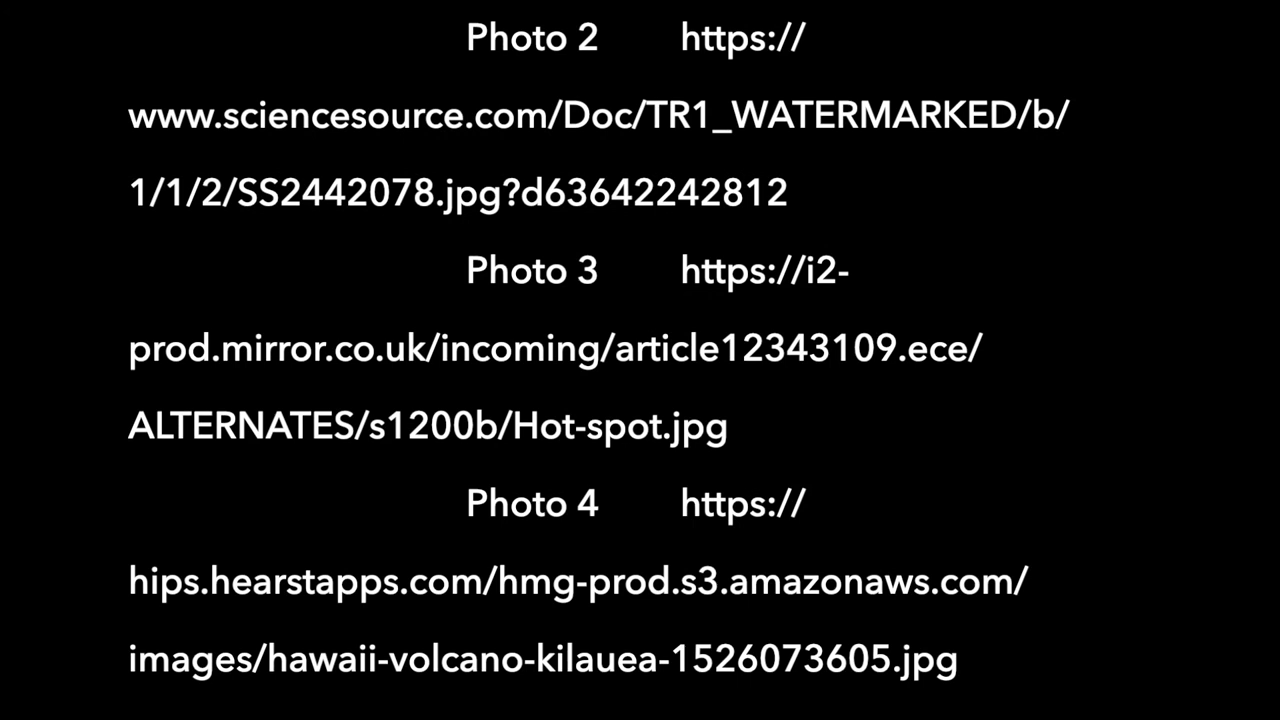 Photo 2 https://
www.sciencesource.com/Doc/TR1_WATERMARKED/b/
1/1/2/SS2442078.jpg?d63642242812
Photo 3 https://i2-
prod.mirror.co.uk/incoming/article12343109.ece/
ALTERNATES/s1200b/Hot-spot.jpg
Photo 4 https://
hips.hearstapps.com/hmg-prod.s3.amazonaws.com/
images/hawaii-volcano-kilauea-1526073605.jpg